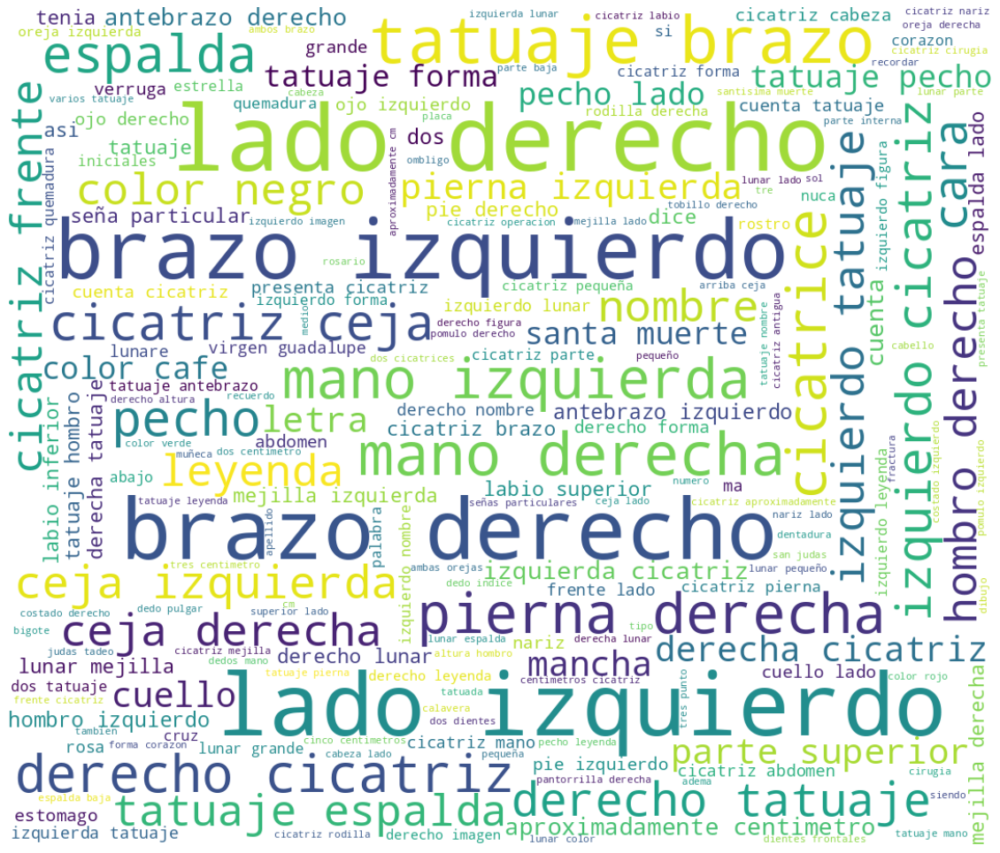 tenia
antebrazo derecho
izquierda lunar
cicatriz labio
cicatriz cabeza
cicatriz nariz
oreja izquierda
ambos brazo
tatuaje brazo
si
oreja derecha
espalda
grande
corazon
cicatriz cirugia
tatuaje forma
parte baja
cicatriz forma
recordar
tatuaje pecho
verruga
estrella
cabeza
pecho lado
santisima muerte
lunar parte
varios tatuaje
quemadura
ojo izquierdo
placa
rodilla derecha
cuenta tatuaje
cicatriz frente
ojo derecho
lado derecho
parte interna
asi
tatuaje
dos
cara
espalda lado
iniciales
aproximadamente cm
ombligo
izquierdo tatuaje
izquierdo cicatriz
color negro
pierna izquierda
lunar lado
sol
tre
nuca
izquierdo figura
cicatriz quemadura
seña particular
izquierdo imagen
pie derecho
cicatriz operacion
mejilla lado
tobillo derecho
dice
rostro
brazo izquierdo
cicatrice
rosario
cuenta cicatriz
presenta cicatriz
cicatriz pequeña
arriba ceja
izquierdo forma
medio
izquierdo lunar
nombre
cicatriz antigua
cuenta
hombro derecho
presenta tatuaje
cicatriz ceja
derecho figura
pomulo derecho
santa muerte
tatuaje nombre
cabello
lunare
virgen guadalupe
dos cicatrices
cicatriz parte
pequeño
color cafe
mano izquierda
tatuaje antebrazo
recuerdo
derecho altura
derecho nombre
antebrazo izquierdo
pecho
letra
cicatriz brazo
derecho forma
labio inferior
tatuaje hombro
derecha tatuaje
color verde
abdomen
mano derecha
muñeca
dos centimetro
leyenda
abajo
numero
ma
izquierdo leyenda
fractura
costado izquierdo
pomulo izquierdo
mejilla izquierda
labio superior
tatuaje leyenda
señas particulares
ceja lado
cicatriz aproximadamente
nariz lado
brazo derecho
apellido
palabra
izquierdo nombre
dentadura
san judas
tres centimetro
ambas orejas
izquierda cicatriz
lunar pequeño
ceja izquierda
dedo indice
frente lado
cicatriz pierna
dibujo
costado derecho
dedo pulgar
cm
superior lado
pierna derecha
bigote
ceja derecha
lunar espalda
tipo
derecha lunar
judas tadeo
cicatriz mejilla
nariz
derecha cicatriz
lunar mejilla
dedos mano
derecho lunar
altura hombro
mancha
tatuaje pierna
cuello lado
dos tatuaje
derecho leyenda
centimetros cicatriz
color rojo
frente cicatriz
cuello
tatuada
lado izquierdo
tres punto
mejilla derecha
hombro izquierdo
calavera
dos dientes
tambien
cruz
rosa
forma corazon
lunar grande
cinco centimetros
cicatriz mano
pecho leyenda
parte superior
cabeza lado
pequeña
derecho cicatriz
pie izquierdo
cicatriz abdomen
cirugia
pantorrilla derecha
adema
espalda baja
siendo
estomago
tatuaje espalda
derecho tatuaje
aproximadamente centimetro
izquierda tatuaje
cicatriz rodilla
derecho imagen
lunar color
dientes frontales
tatuaje mano